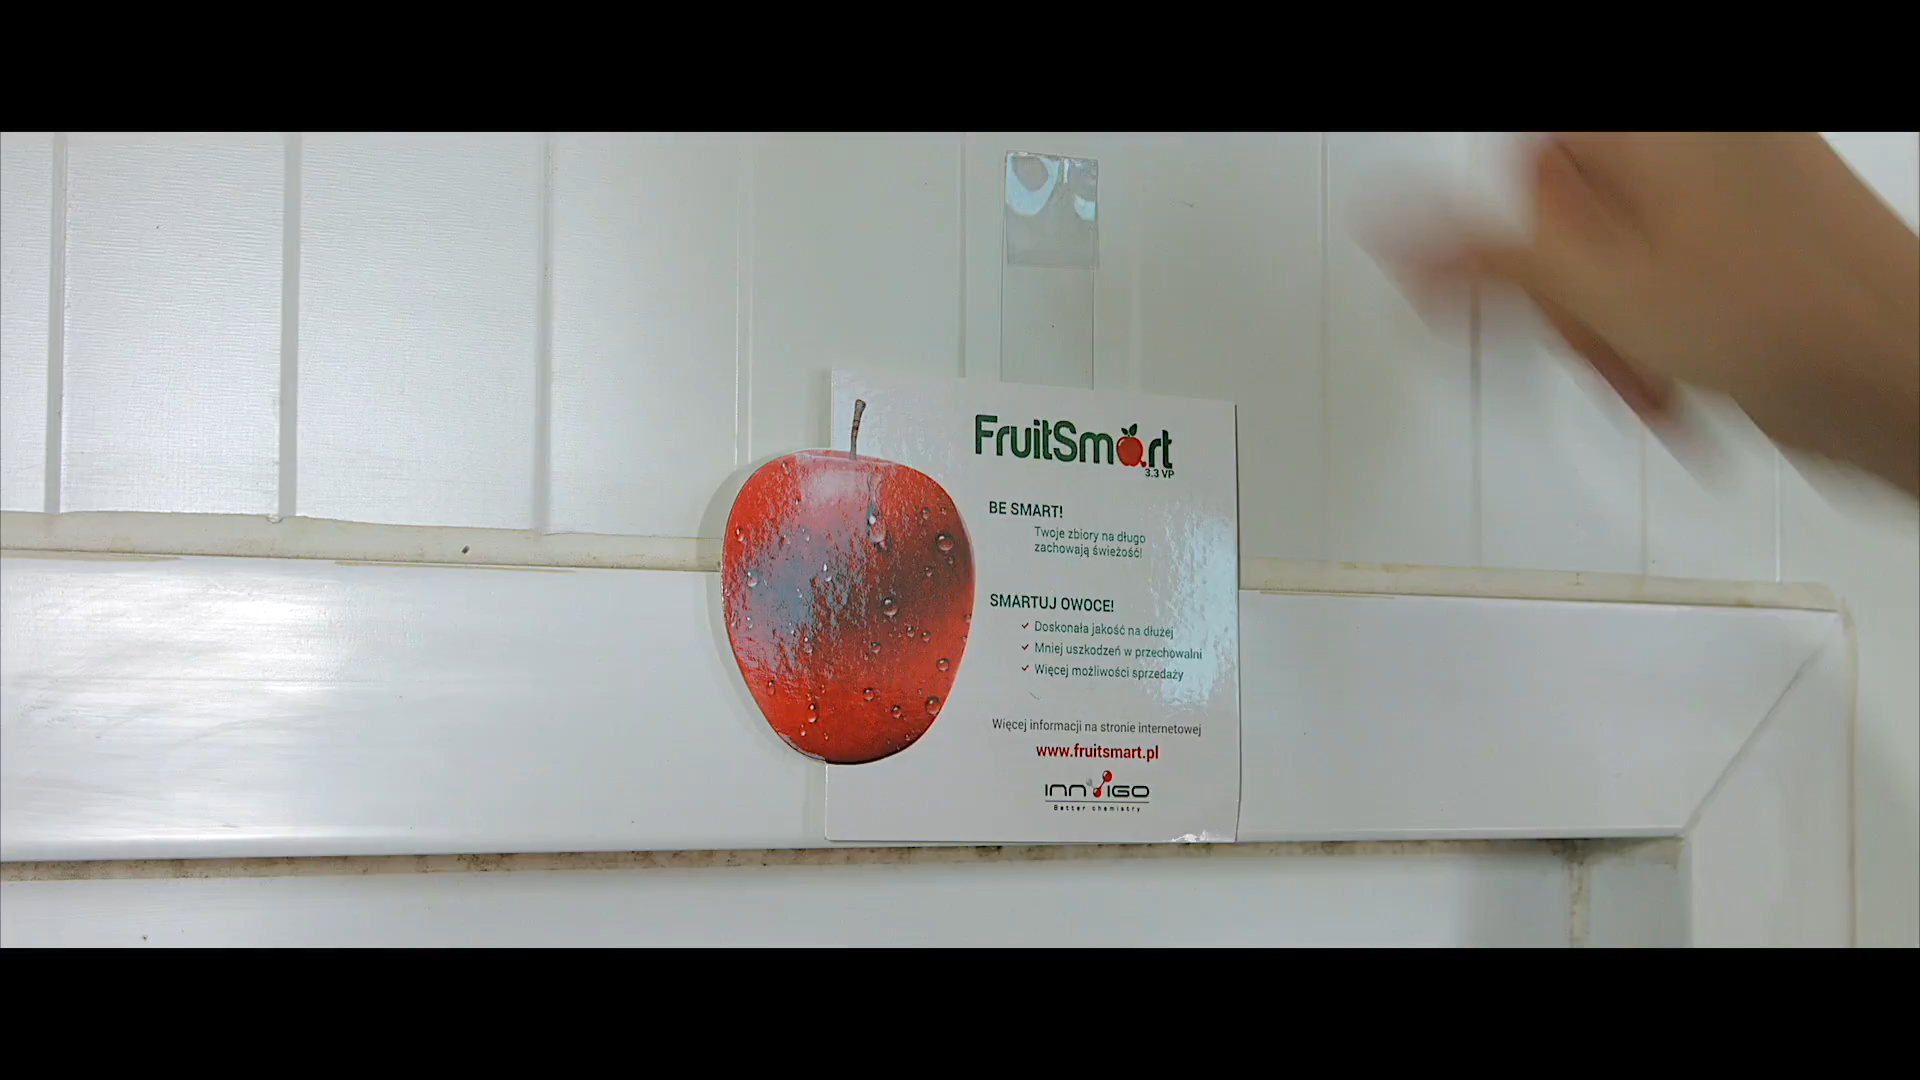 FruitSmart
3.3 VP
BE SMART!
Twoje zbiory na długo
zachowają świeżość!
SMARTUJ OWOCE!
Doskonała jakość na dłużej
Mniej uszkodzeń w przechowalni
Więcej możliwości sprzedaży
Więcej informacji na stronie internetowej
www.fruitsmart.pl
INNVIGO
Better chemistry